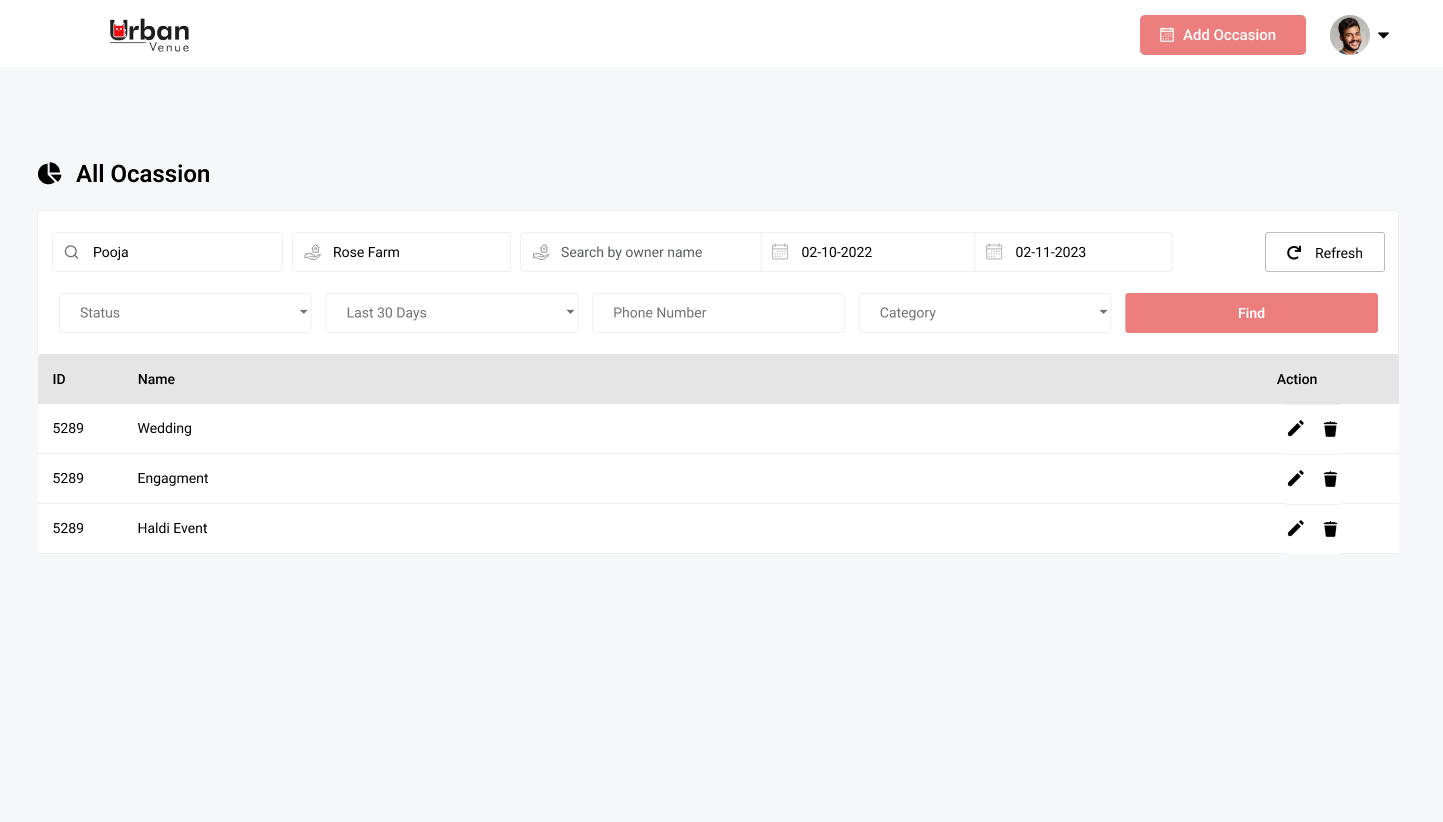 Urban
Venue
Add Occasion
All Ocassion
Pooja
Rose Farm
Search by owner name
02-10-2022
02-11-2023
Refresh
Status
Last 30 Days
Phone Number
Category
Find
ID Name Action
5289 Wedding
5289 Engagment
5289 Haldi Event